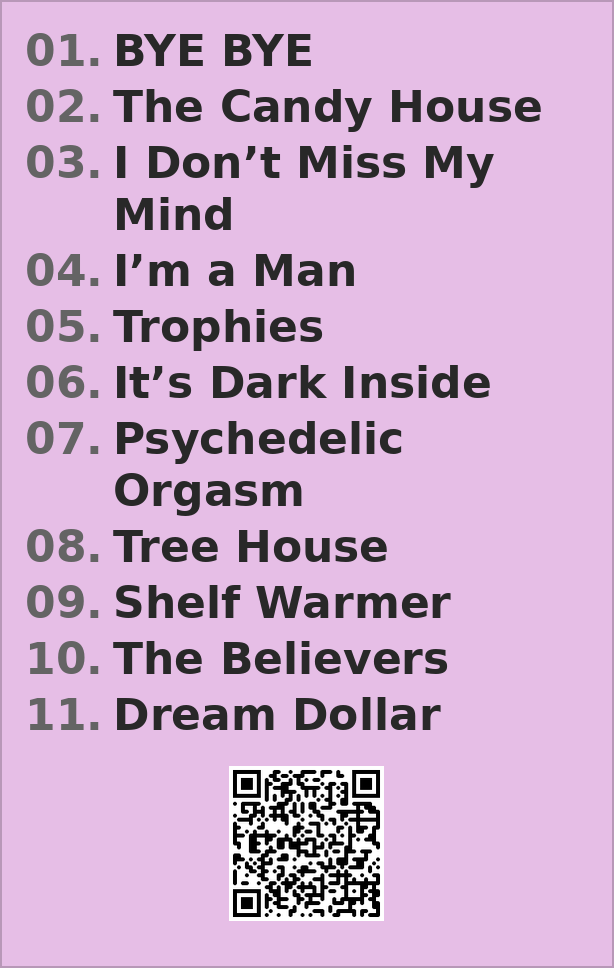 01. BYE BYE
02. The Candy House
03. I Don’t Miss My
Mind
04. I’m a Man
05. Trophies
06. It’s Dark Inside
07. Psychedelic
Orgasm
08. Tree House
09. Shelf Warmer
10. The Believers
11. Dream Dollar